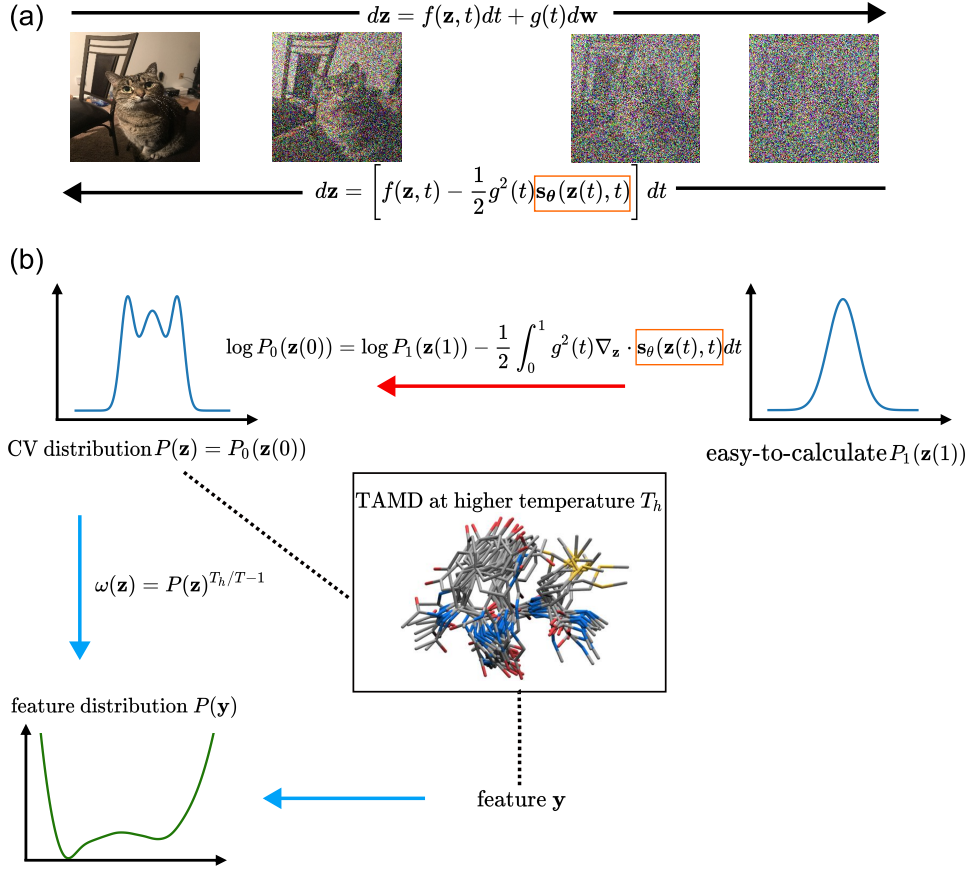 (a)
d𝐳 = f(𝐳, t)dt + g(t)d𝐰
d𝐳 = [f(𝐳, t) − 1/2 g²(t)𝐬_𝜽(𝐳(t), t)] dt
(b)
log P₀(𝐳(0)) = log P₁(𝐳(1)) − 1/2 ∫₀¹ g²(t)∇_𝐳 · 𝐬_θ(𝐳(t), t)dt
CV distribution P(𝐳) = P₀(𝐳(0))
easy-to-calculate P₁(𝐳(1))
TAMD at higher temperature T_h
ω(𝐳) = P(𝐳)^{T_h/T−1}
feature distribution P(𝐲)
feature 𝐲